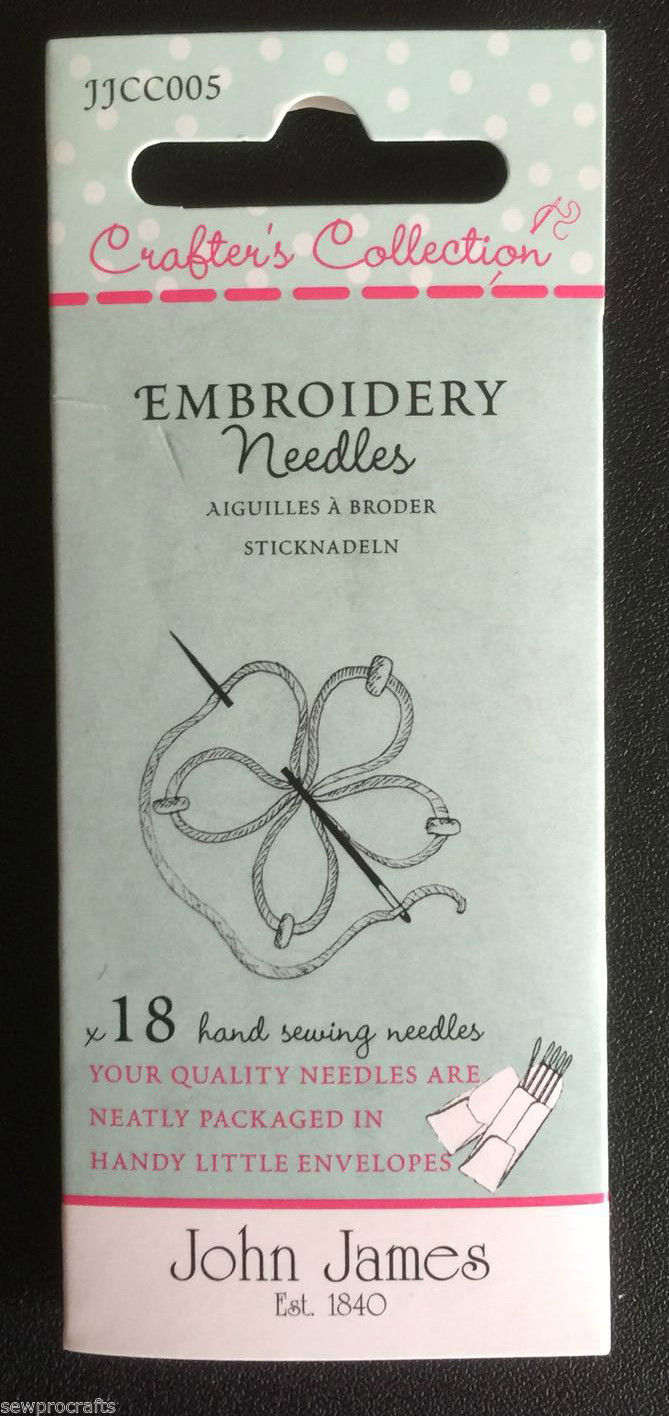 JJCC005
Crafter's Collection
EMBROIDERY
Needles
AIGUILLES À BRODER
STICKNADELN
x 18 hand sewing needles
YOUR QUALITY NEEDLES ARE
NEATLY PACKAGED IN
HANDY LITTLE ENVELOPES
John James
Est. 1840
sewprocrafts